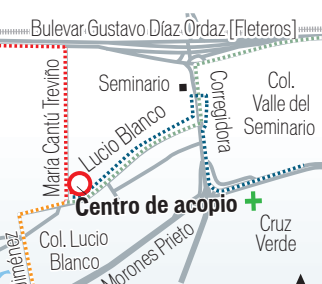 Bulevar Gustavo Díaz Ordaz [Fleteros]
María Cantú Treviño
Seminario
Lucio Blanco
Corregidora
Col.
Valle del
Seminario
Centro de acopio
Col. Lucio
Blanco
Morones Prieto
Cruz
Verde